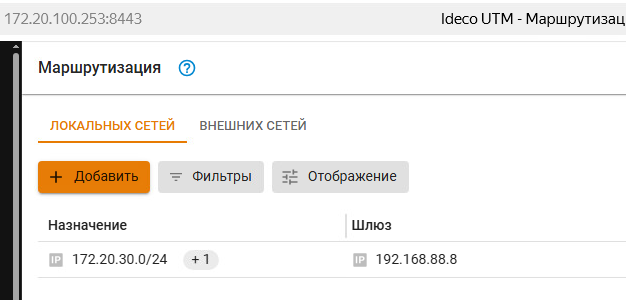 172.20.100.253:8443 Ideco UTM - Маршрутизац
Маршрутизация ?
ЛОКАЛЬНЫХ СЕТЕЙ ВНЕШНИХ СЕТЕЙ
+ Добавить Фильтры Отображение
Назначение Шлюз
IP 172.20.30.0/24 + 1 IP 192.168.88.8